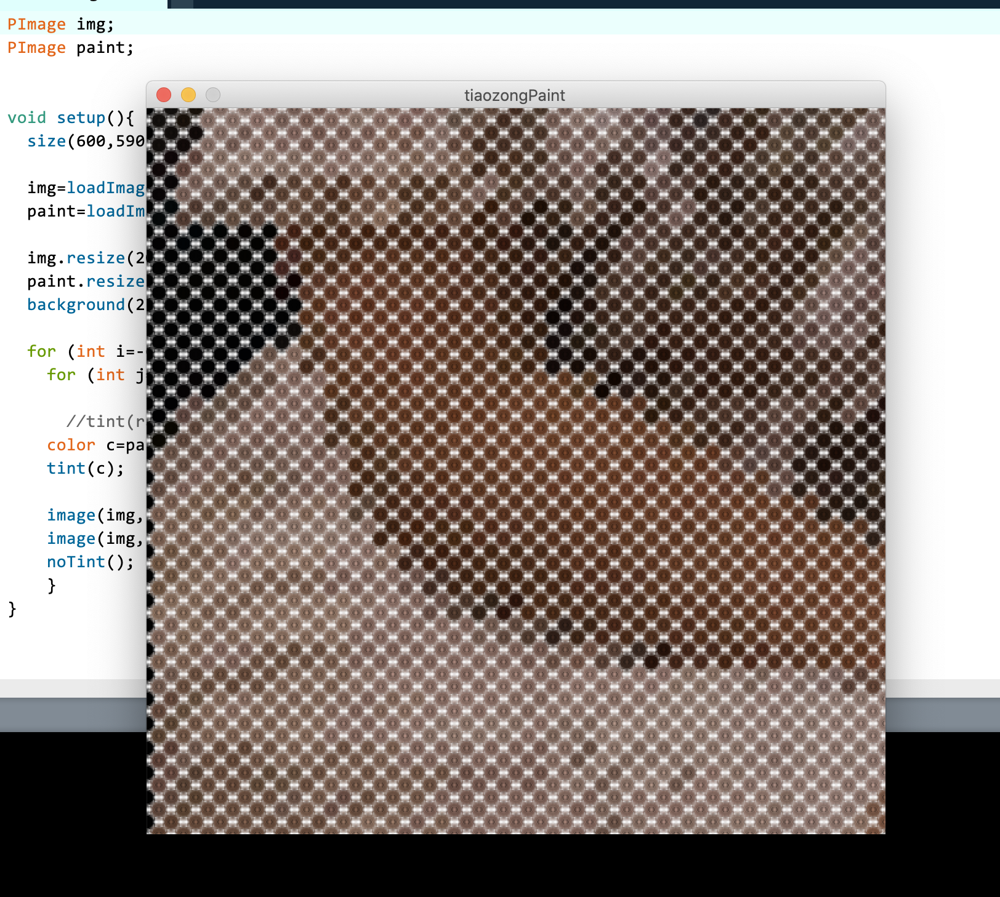 PImage img;
PImage paint;
tiaozongPaint
void setup(){
size(600,590
img=loadImag
paint=loadIm
img.resize(2
paint.resize
background(2
for (int i=-
for (int j
//tint(r
color c=pa
tint(c);
image(img,
image(img,
noTint();
}
}